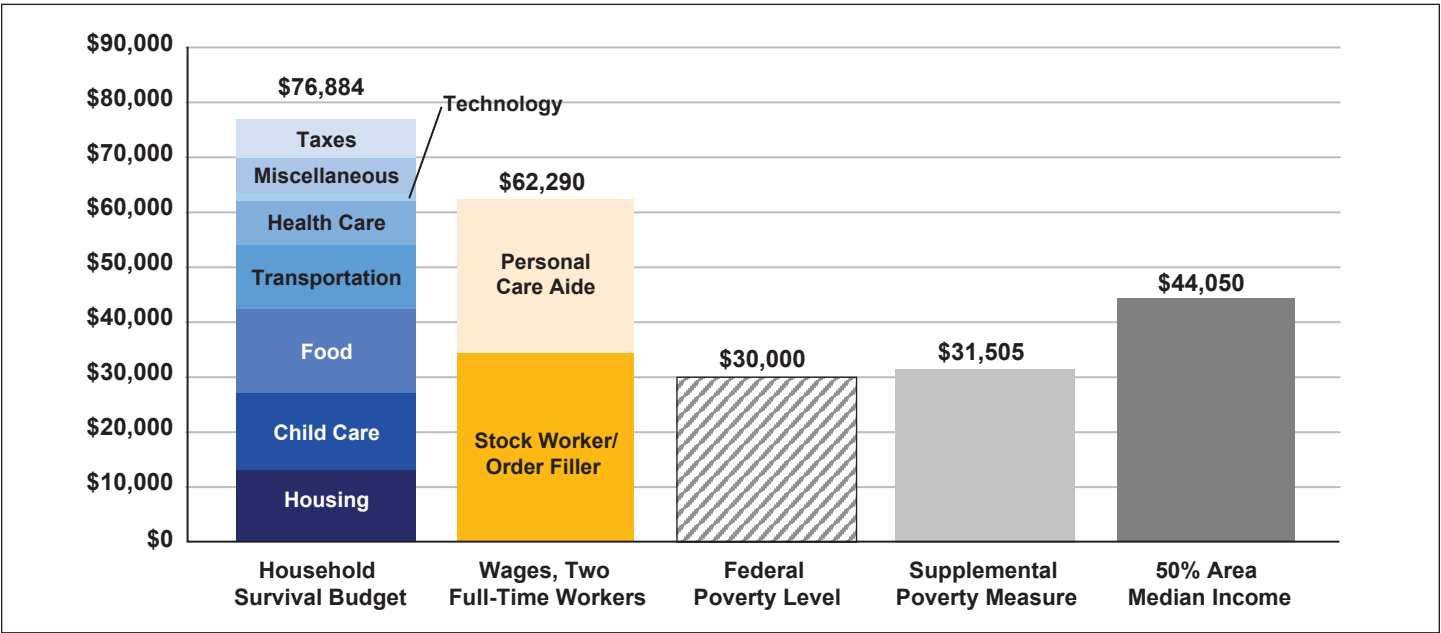 $90,000
$80,000
$70,000
$60,000
$50,000
$40,000
$30,000
$20,000
$10,000
$0
$76,884
Technology
Taxes
Miscellaneous
Health Care
Transportation
Food
Child Care
Housing
$62,290
Personal
Care Aide
Stock Worker/
Order Filler
$30,000
$31,505
$44,050
Household
Survival Budget
Wages, Two
Full-Time Workers
Federal
Poverty Level
Supplemental
Poverty Measure
50% Area
Median Income